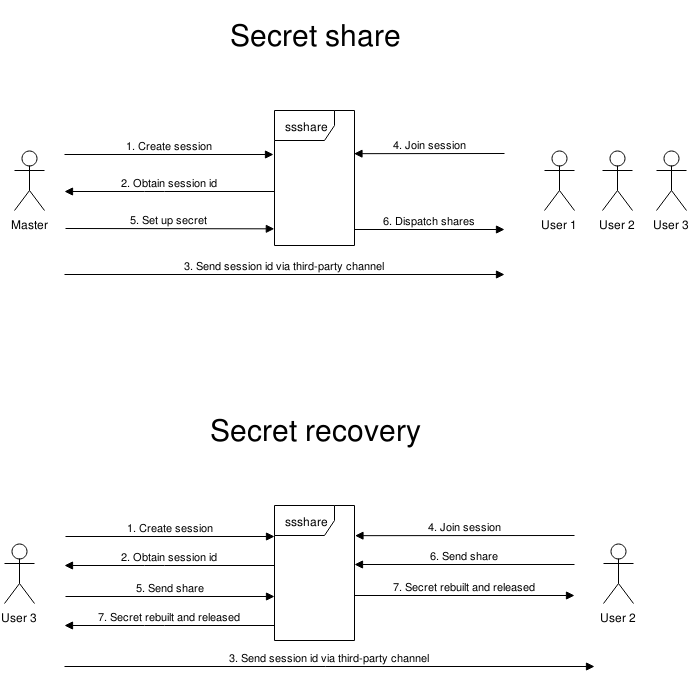 Secret share
ssshare
1. Create session
4. Join session
2. Obtain session id
Master
5. Set up secret
6. Dispatch shares
User 1
User 2
User 3
3. Send session id via third-party channel
Secret recovery
ssshare
1. Create session
4. Join session
2. Obtain session id
6. Send share
5. Send share
7. Secret rebuilt and released
User 3
7. Secret rebuilt and released
User 2
3. Send session id via third-party channel